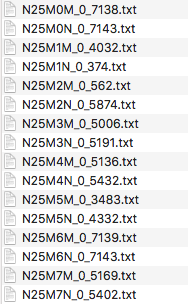 N25M0M_0_7138.txt
N25M0N_0_7143.txt
N25M1M_0_4032.txt
N25M1N_0_374.txt
N25M2M_0_562.txt
N25M2N_0_5874.txt
N25M3M_0_5006.txt
N25M3N_0_5191.txt
N25M4M_0_5136.txt
N25M4N_0_5432.txt
N25M5M_0_3483.txt
N25M5N_0_4332.txt
N25M6M_0_7139.txt
N25M6N_0_7143.txt
N25M7M_0_5169.txt
N25M7N_0_5402.txt